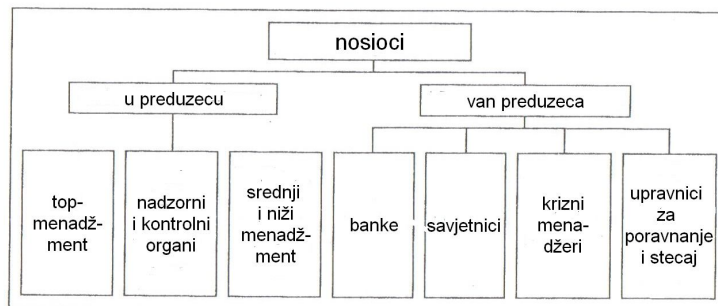 nosioci
u preduzecu
van preduzeca
top-
menadž-
ment
nadzorni
i kontrolni
organi
srednji
i niži
menadž-
ment
banke
savjetnici
krizni
mena-
džeri
upravnici
za
poravnanje
i stecaj